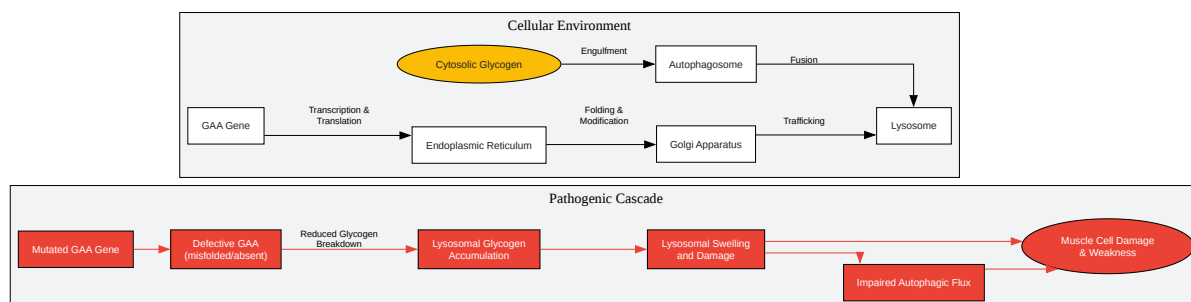 Cellular Environment
Engulfment
Cytosolic Glycogen
Autophagosome
Fusion
Transcription &
Translation
Folding &
Modification
Trafficking
GAA Gene
Endoplasmic Reticulum
Golgi Apparatus
Lysosome
Pathogenic Cascade
Mutated GAA Gene
Defective GAA
(misfolded/absent)
Reduced Glycogen
Breakdown
Lysosomal Glycogen
Accumulation
Lysosomal Swelling
and Damage
Impaired Autophagic Flux
Muscle Cell Damage
& Weakness